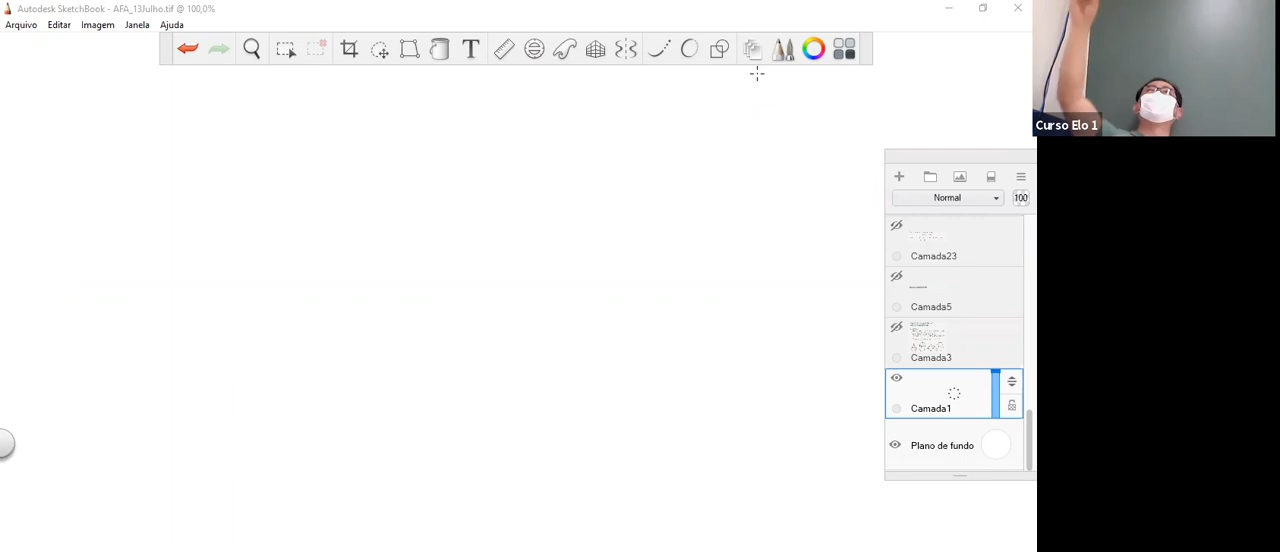 Autodesk SketchBook - AFA_13Julho.tif @ 100,0%
Arquivo Editar Imagem Janela Ajuda
T
Curso Elo 1
Normal 100
Camada23
Camada5
Camada3
Camada1
Plano de fundo